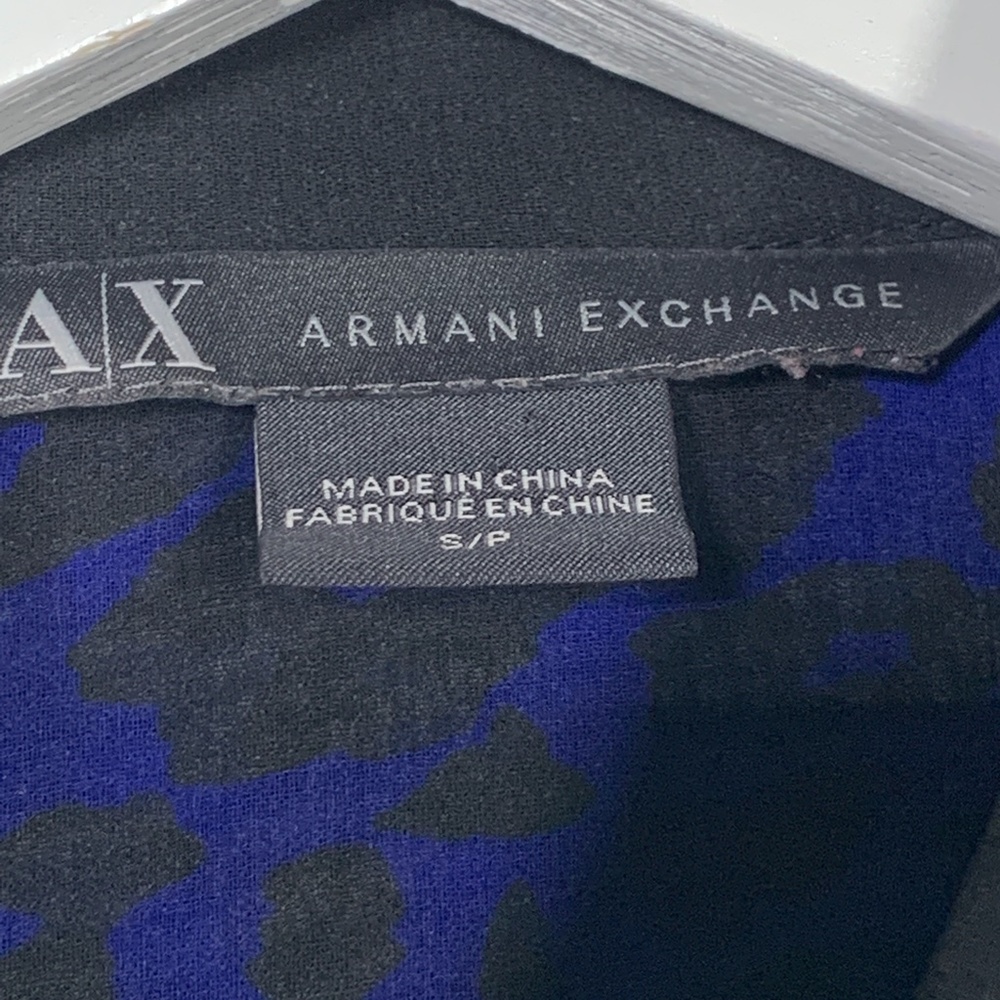 A|X ARMANI EXCHANGE
MADE IN CHINA
FABRIQUÉ EN CHINE
S/P